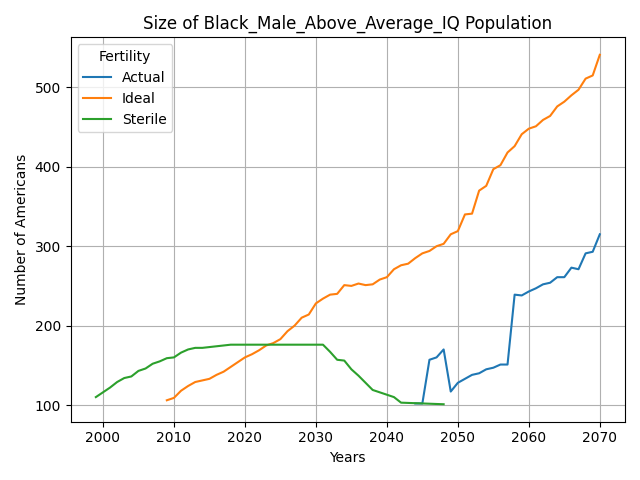 Size of Black_Male_Above_Average_IQ Population
Fertility
Actual
Ideal
Sterile
Number of Americans
500
400
300
200
100
2000 2010 2020 2030 2040 2050 2060 2070
Years